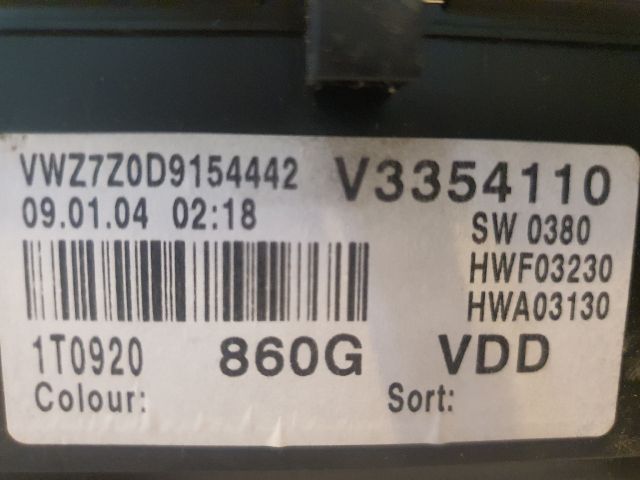 VWZ7Z0D9154442 V3354110
09.01.04 02:18 SW 0380
HWF03230
HWA03130
1T0920 860G VDD
Colour: Sort: